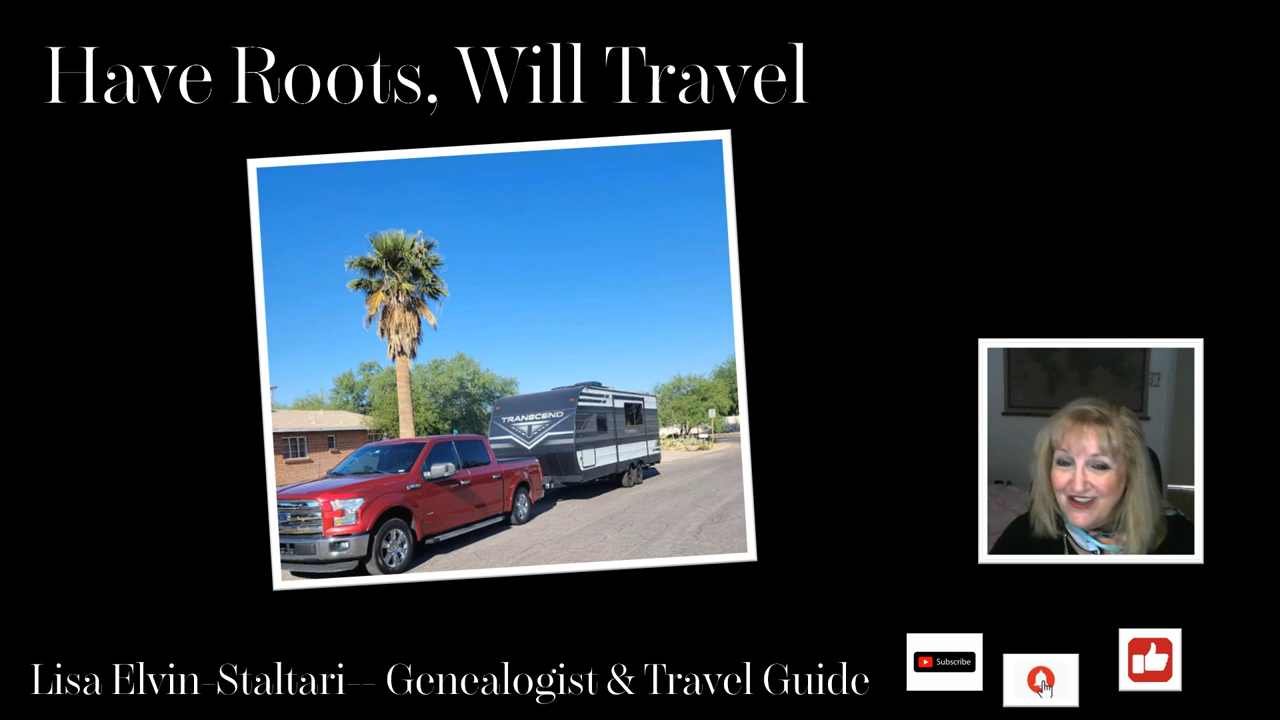 Have Roots, Will Travel
TRANSCEND
Lisa Elvin-Staltari-- Genealogist & Travel Guide
Subscribe